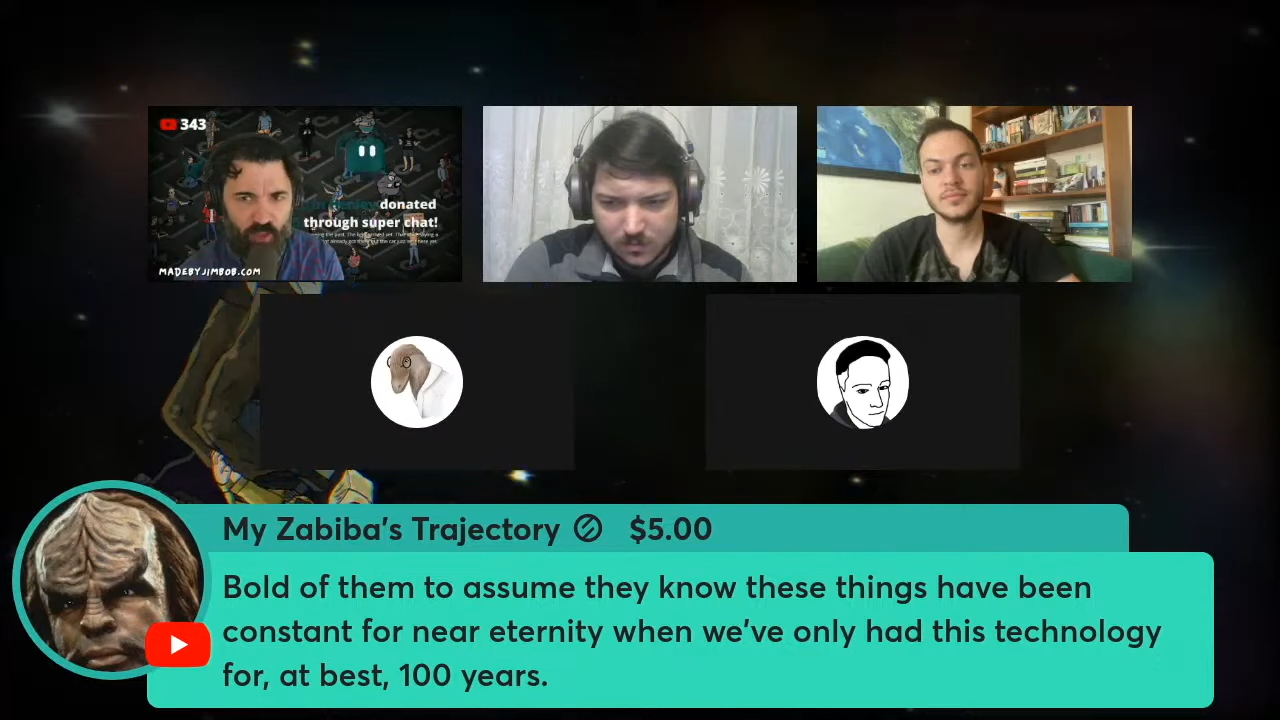 343
donated
through super chat!
MADEBYJIMBOB.COM
My Zabiba's Trajectory $5.00
Bold of them to assume they know these things have been
constant for near eternity when we've only had this technology
for, at best, 100 years.